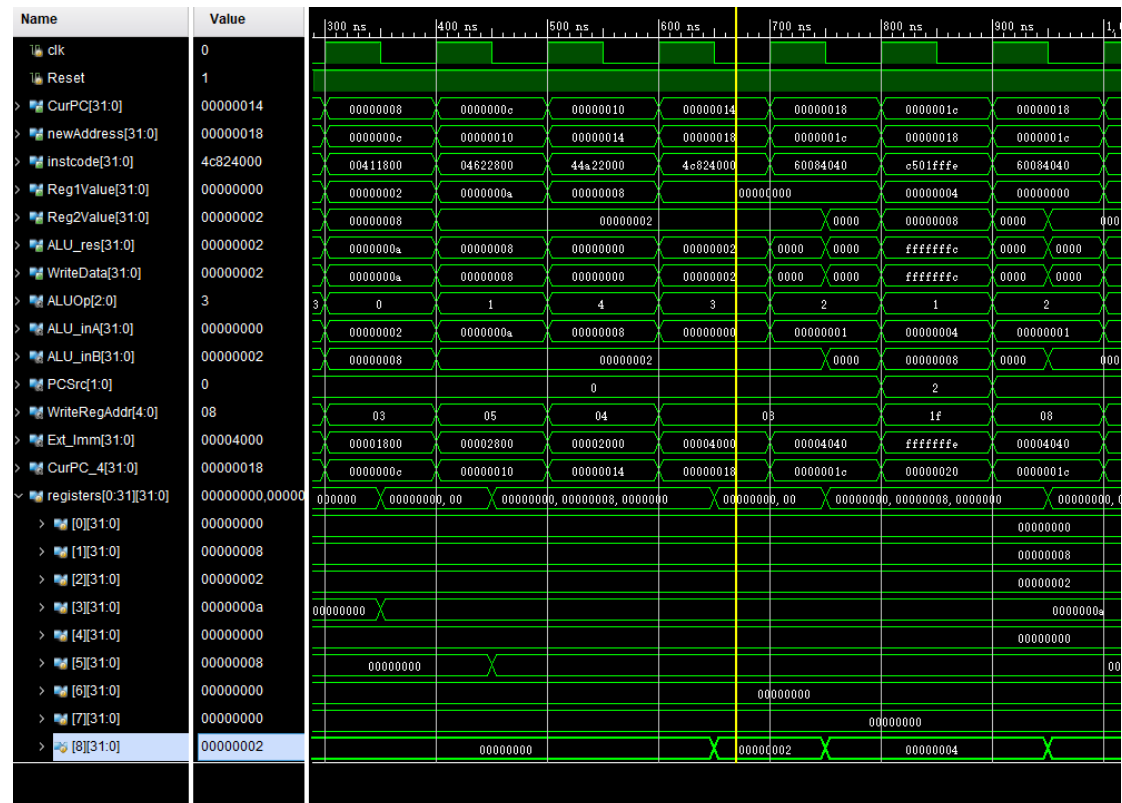 Name Value 300 ns 400 ns 500 ns 600 ns 700 ns 800 ns 900 ns 1,
clk 0
Reset 1
CurPC[31:0] 00000014 00000008 0000000c 00000010 00000014 00000018 0000001c 00000018
newAddress[31:0] 00000018 0000000c 00000010 00000014 00000018 0000001c 00000018 0000001c
instcode[31:0] 4c824000 00411800 04622800 44a22000 4c824000 60084040 c501fffe 60084040
Reg1Value[31:0] 00000000 00000002 0000000a 00000008 00000000 00000004 00000000
Reg2Value[31:0] 00000002 00000008 00000002 0000 00000008 0000 000
ALU_res[31:0] 00000002 0000000a 00000008 00000000 00000002 0000 0000 fffffffc 0000 0000
WriteData[31:0] 00000002 0000000a 00000008 00000000 00000002 0000 0000 fffffffc 0000 0000
ALUOp[2:0] 3 3 0 1 4 3 2 1 2
ALU_inA[31:0] 00000000 00000002 0000000a 00000008 00000000 00000001 00000004 00000001
ALU_inB[31:0] 00000002 00000008 00000002 0000 00000008 0000 000
PCSrc[1:0] 0 0 2
WriteRegAddr[4:0] 08 03 05 04 08 1f 08
Ext_Imm[31:0] 00004000 00001800 00002800 00002000 00004000 00004040 fffffffe 00004040
CurPC_4[31:0] 00000018 0000000c 00000010 00000014 00000018 0000001c 00000020 0000001c
registers[0:31][31:0] 00000000,00000 000000 00000000, 00 00000000, 00000008, 0000000 00000000, 00 00000000, 00000008, 0000000 00000000, 0
[0][31:0] 00000000 00000000
[1][31:0] 00000008 00000008
[2][31:0] 00000002 00000002
[3][31:0] 0000000a 00000000 0000000a
[4][31:0] 00000000 00000000
[5][31:0] 00000008 00000000 00
[6][31:0] 00000000 00000000
[7][31:0] 00000000 00000000
[8][31:0] 00000002 00000000 00000002 00000004